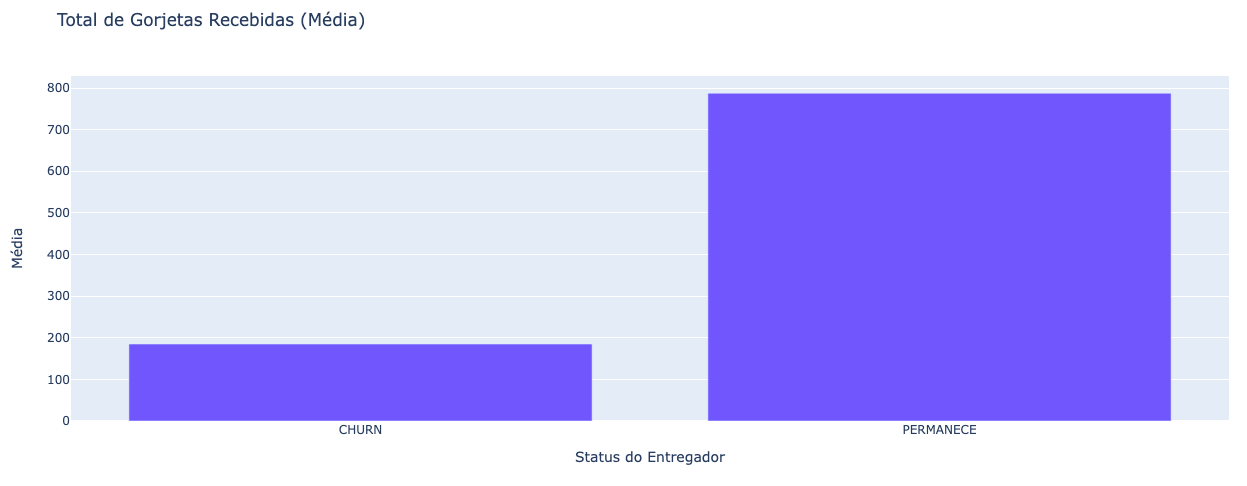 Total de Gorjetas Recebidas (Média)
Média
800
700
600
500
400
300
200
100
0
CHURN
PERMANECE
Status do Entregador